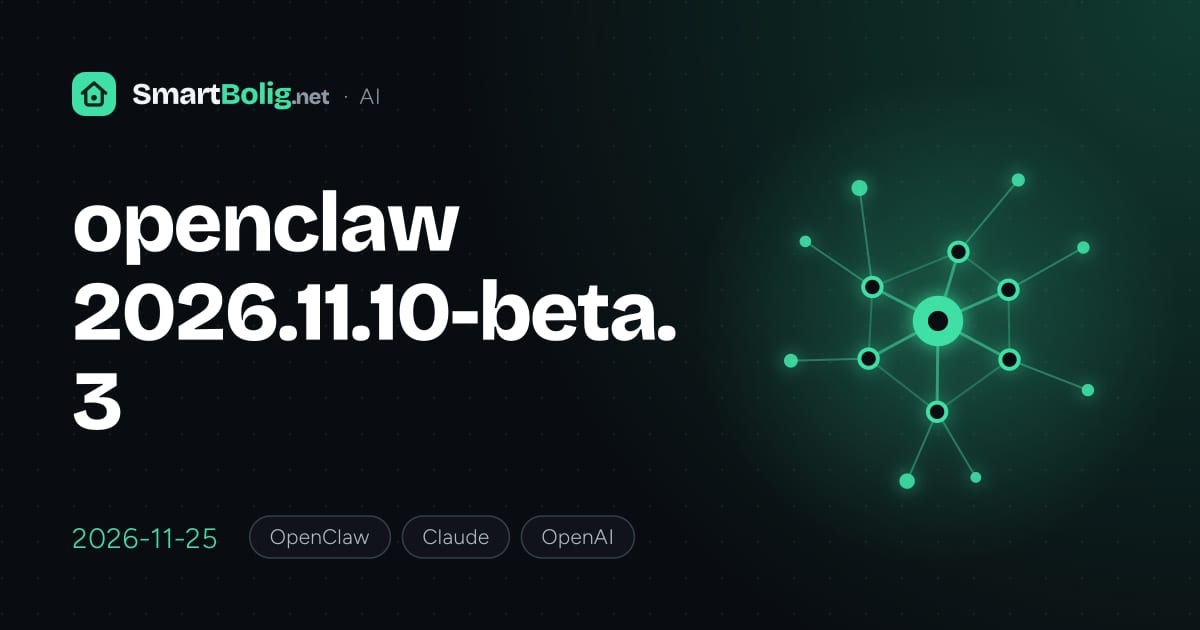 SmartBolig.net · AI
openclaw
2026.11.10-beta.
3
2026-11-25 OpenClaw Claude OpenAI